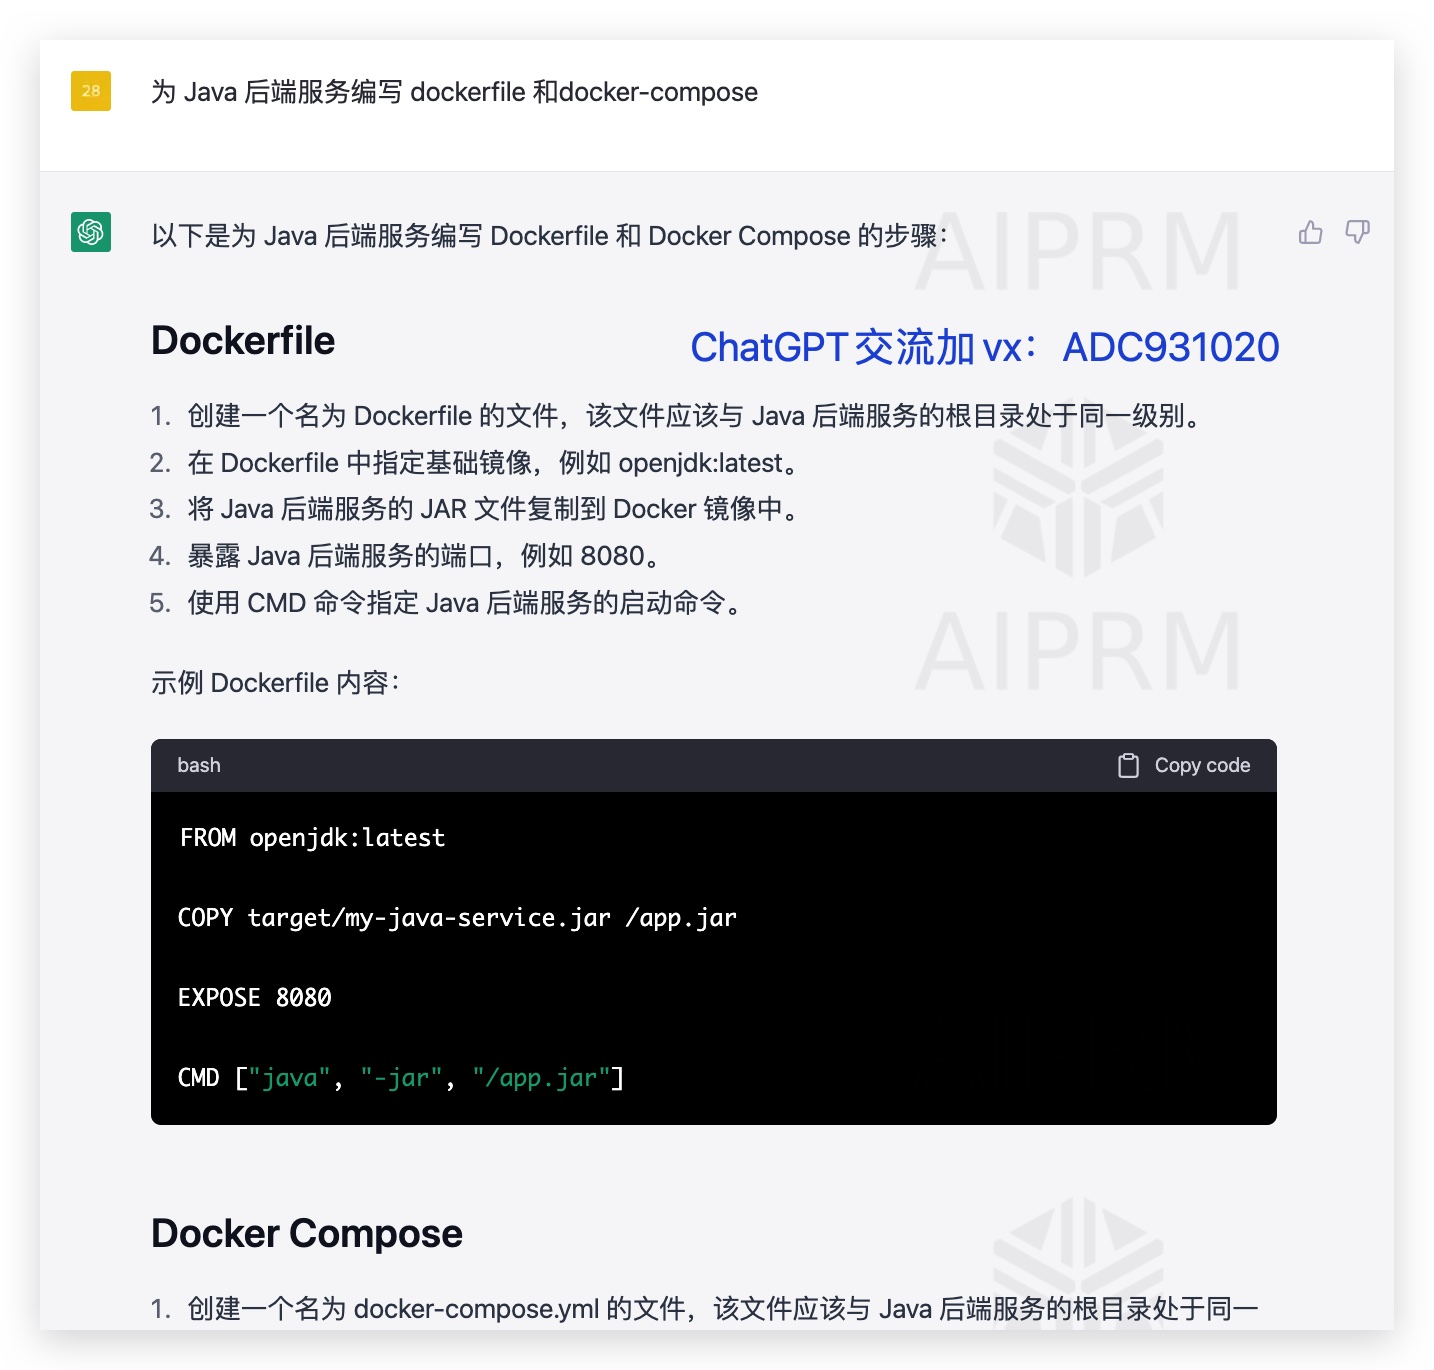 28
为 Java 后端服务编写 dockerfile 和docker-compose
以下是为 Java 后端服务编写 Dockerfile 和 Docker Compose 的步骤：
AIPRM
Dockerfile
ChatGPT 交流加 vx： ADC931020
1. 创建一个名为 Dockerfile 的文件，该文件应该与 Java 后端服务的根目录处于同一级别。
2. 在 Dockerfile 中指定基础镜像，例如 openjdk:latest。
3. 将 Java 后端服务的 JAR 文件复制到 Docker 镜像中。
4. 暴露 Java 后端服务的端口，例如 8080。
5. 使用 CMD 命令指定 Java 后端服务的启动命令。
AIPRM
示例 Dockerfile 内容：
bash
Copy code
FROM openjdk:latest
COPY target/my-java-service.jar /app.jar
EXPOSE 8080
CMD ["java", "-jar", "/app.jar"]
Docker Compose
1. 创建一个名为 docker-compose.yml 的文件，该文件应该与 Java 后端服务的根目录处于同一